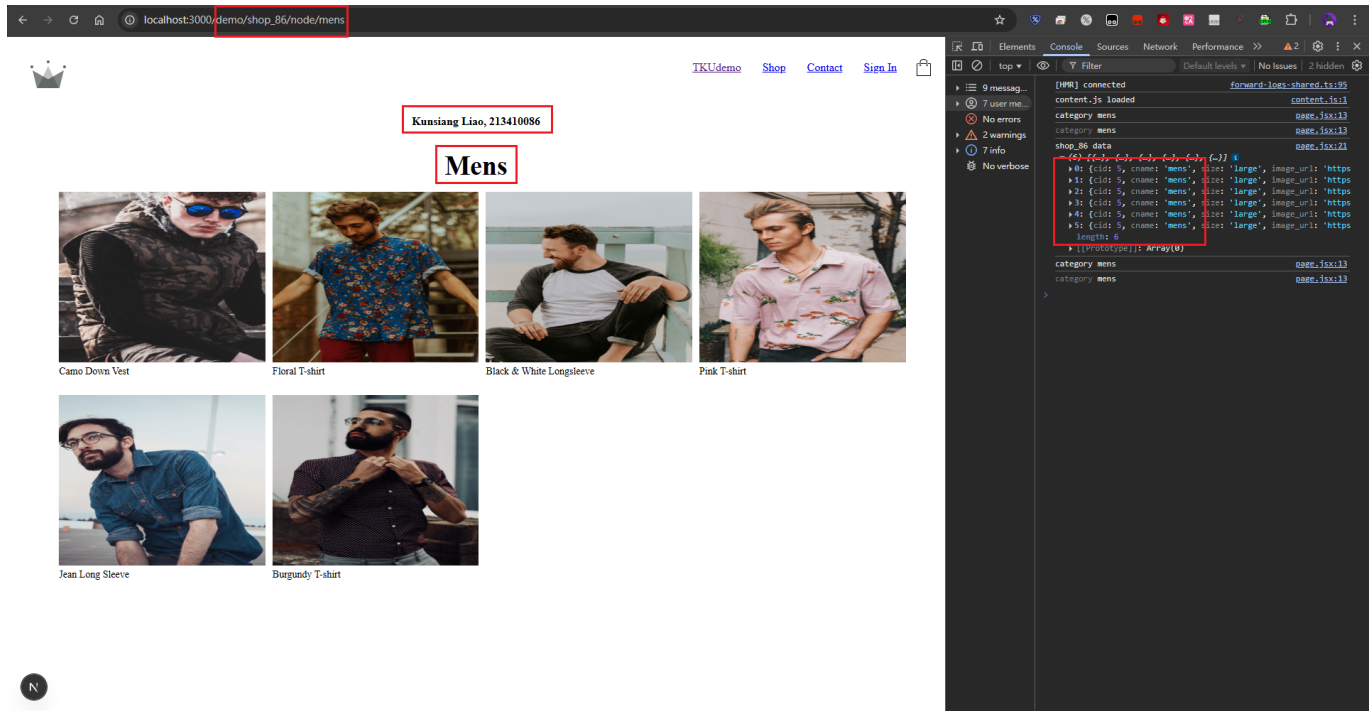 localhost:3000/demo/shop_86/node/mens
TKUdemo Shop Contact Sign In
Kunsiang Liao, 213410086
Mens
Camo Down Vest
Floral T-shirt
Black & White Longsleeve
Pink T-shirt
Jean Long Sleeve
Burgundy T-shirt
N
Elements Console Sources Network Performance 2
top Filter Default levels No Issues 2 hidden
9 messag...
7 user me...
No errors
2 warnings
7 info
No verbose
[HMR] connected forward-logs-shared.ts:95
content.js loaded content.js:1
category mens page.jsx:13
category mens page.jsx:13
shop_86 data page.jsx:21
(6) [{…}, {…}, {…}, {…}, {…}, {…}]
0: {cid: 5, cname: 'mens', size: 'large', image_url: 'https
1: {cid: 5, cname: 'mens', size: 'large', image_url: 'https
2: {cid: 5, cname: 'mens', size: 'large', image_url: 'https
3: {cid: 5, cname: 'mens', size: 'large', image_url: 'https
4: {cid: 5, cname: 'mens', size: 'large', image_url: 'https
5: {cid: 5, cname: 'mens', size: 'large', image_url: 'https
length: 6
[[Prototype]]: Array(0)
category mens page.jsx:13
category mens page.jsx:13